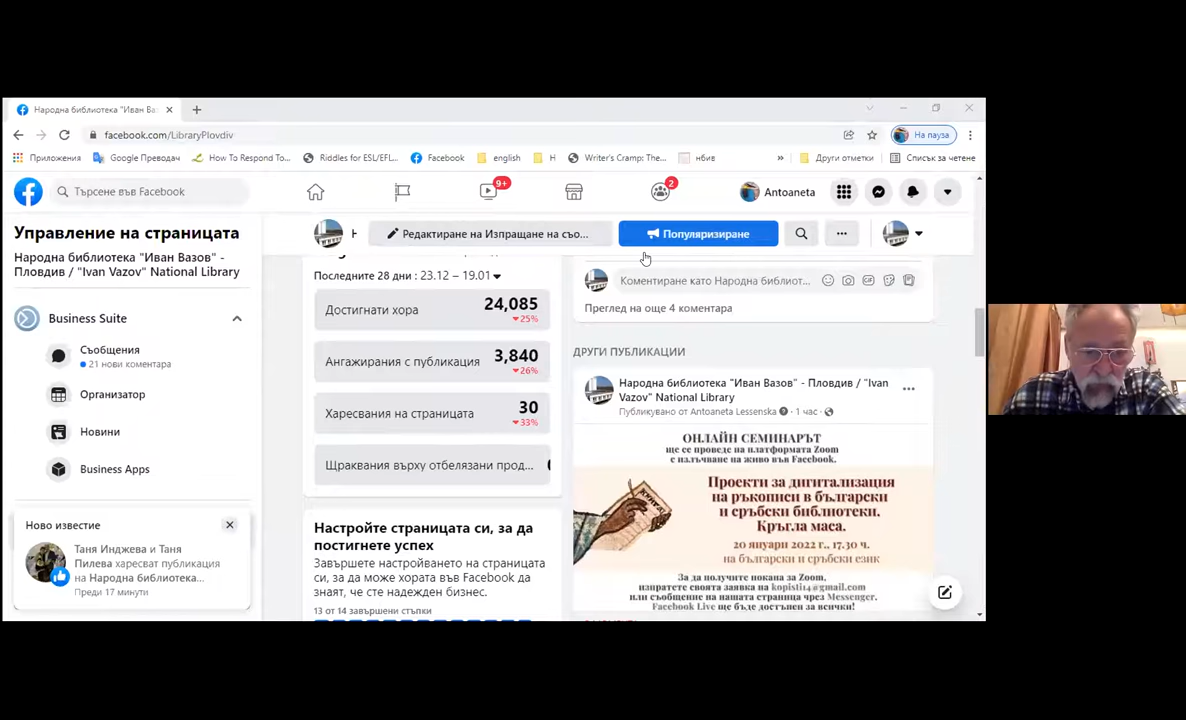 Народна библиотека "Иван Ва:
facebook.com/LibraryPlovdiv
На пауза
Приложения
Google Преводач
How To Respond To...
Riddles for ESL/EFL...
Facebook
english
Н
Writer's Cramp: The...
нбив
»
Други отметки
Списък за четене
Търсене във Facebook
9+
2
Antoaneta
Управление на страницата
Народна библиотека "Иван Вазов" -
Пловдив / "Ivan Vazov" National Library
Business Suite
Съобщения
21 нови коментара
Организатор
Новини
Business Apps
Ново известие
Таня Инджева и Таня
Пилева харесват публикация
на Народна библиотека...
Преди 17 минути
Редактиране на Изпращане на съо...
Популяризиране
Последните 28 дни : 23.12 – 19.01
Достигнати хора
24,085
25%
Ангажирания с публикация
3,840
26%
Харесвания на страницата
30
33%
Щраквания върху отбелязани прод...
Настройте страницата си, за да
постигнете успех
Завършете настройването на страницата
си, за да може хората във Facebook да
знаят, че сте надежден бизнес.
13 от 14 завършени стъпки
Коментиране като Народна библиот...
GIF
Преглед на още 4 коментара
ДРУГИ ПУБЛИКАЦИИ
Народна библиотека "Иван Вазов" - Пловдив / "Ivan
Vazov" National Library
Публикувано от Antoaneta Lessenska · 1 час ·
ОНЛАЙН СЕМИНАРЪТ
ще се проведе на платформата Zoom
с излъчване на живо във Facebook.
Проекти за дигитализация
на ръкописи в български
и сръбски библиотеки.
Кръгла маса.
20 януари 2022 г., 17.30 ч.
на български и сръбски език
За да получите покана за Zoom,
изпратете своята заявка на kopisti14@gmail.com
или съобщение на нашата страница чрез Messenger.
Facebook Live ще бъде достъпен за всички!